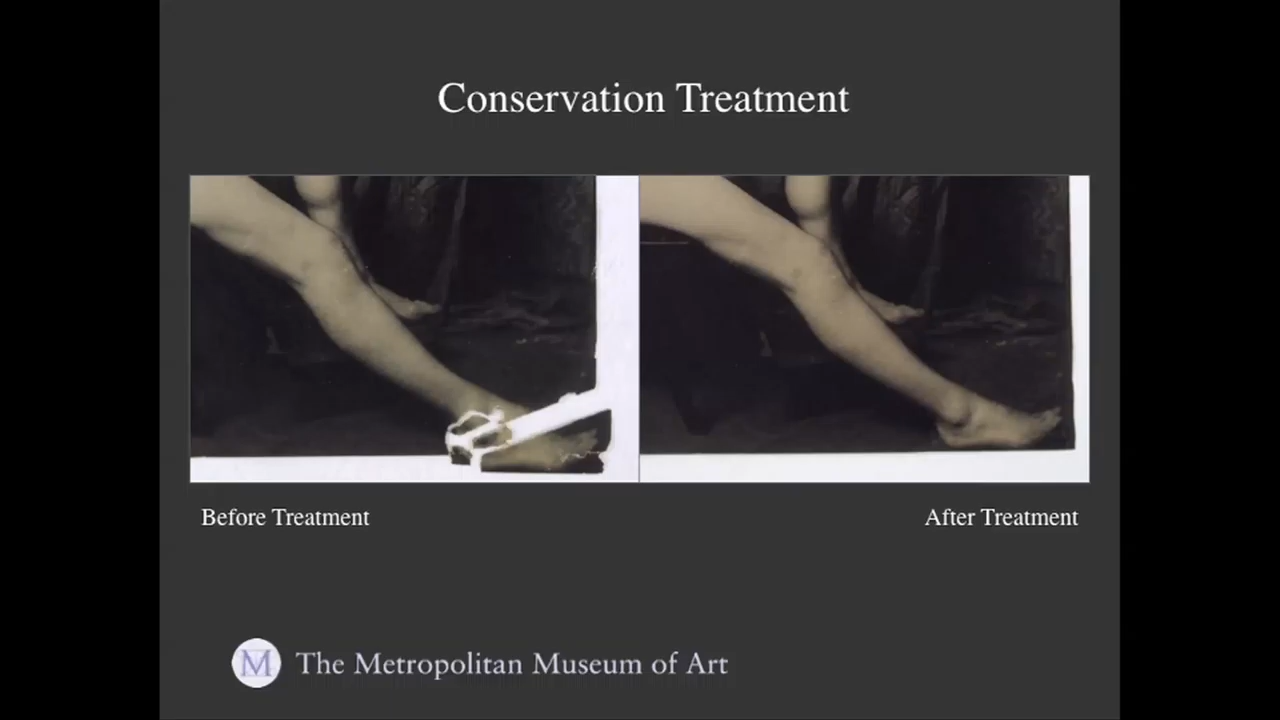 Conservation Treatment
Before Treatment
After Treatment
M The Metropolitan Museum of Art